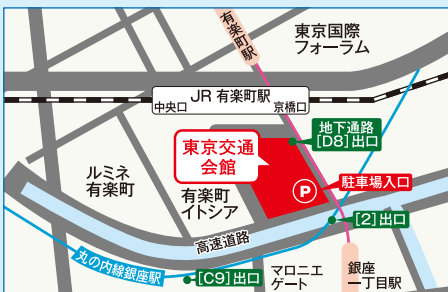 有楽町駅
東京国際
フォーラム
JR 有楽町駅
中央口
京橋口
地下通路
[D8]出口
東京交通
会館
ルミネ
有楽町
有楽町
イトシア
P
駐車場入口
[2]出口
高速道路
丸の内線銀座駅
[C9]出口
マロニエ
ゲート
銀座
一丁目駅